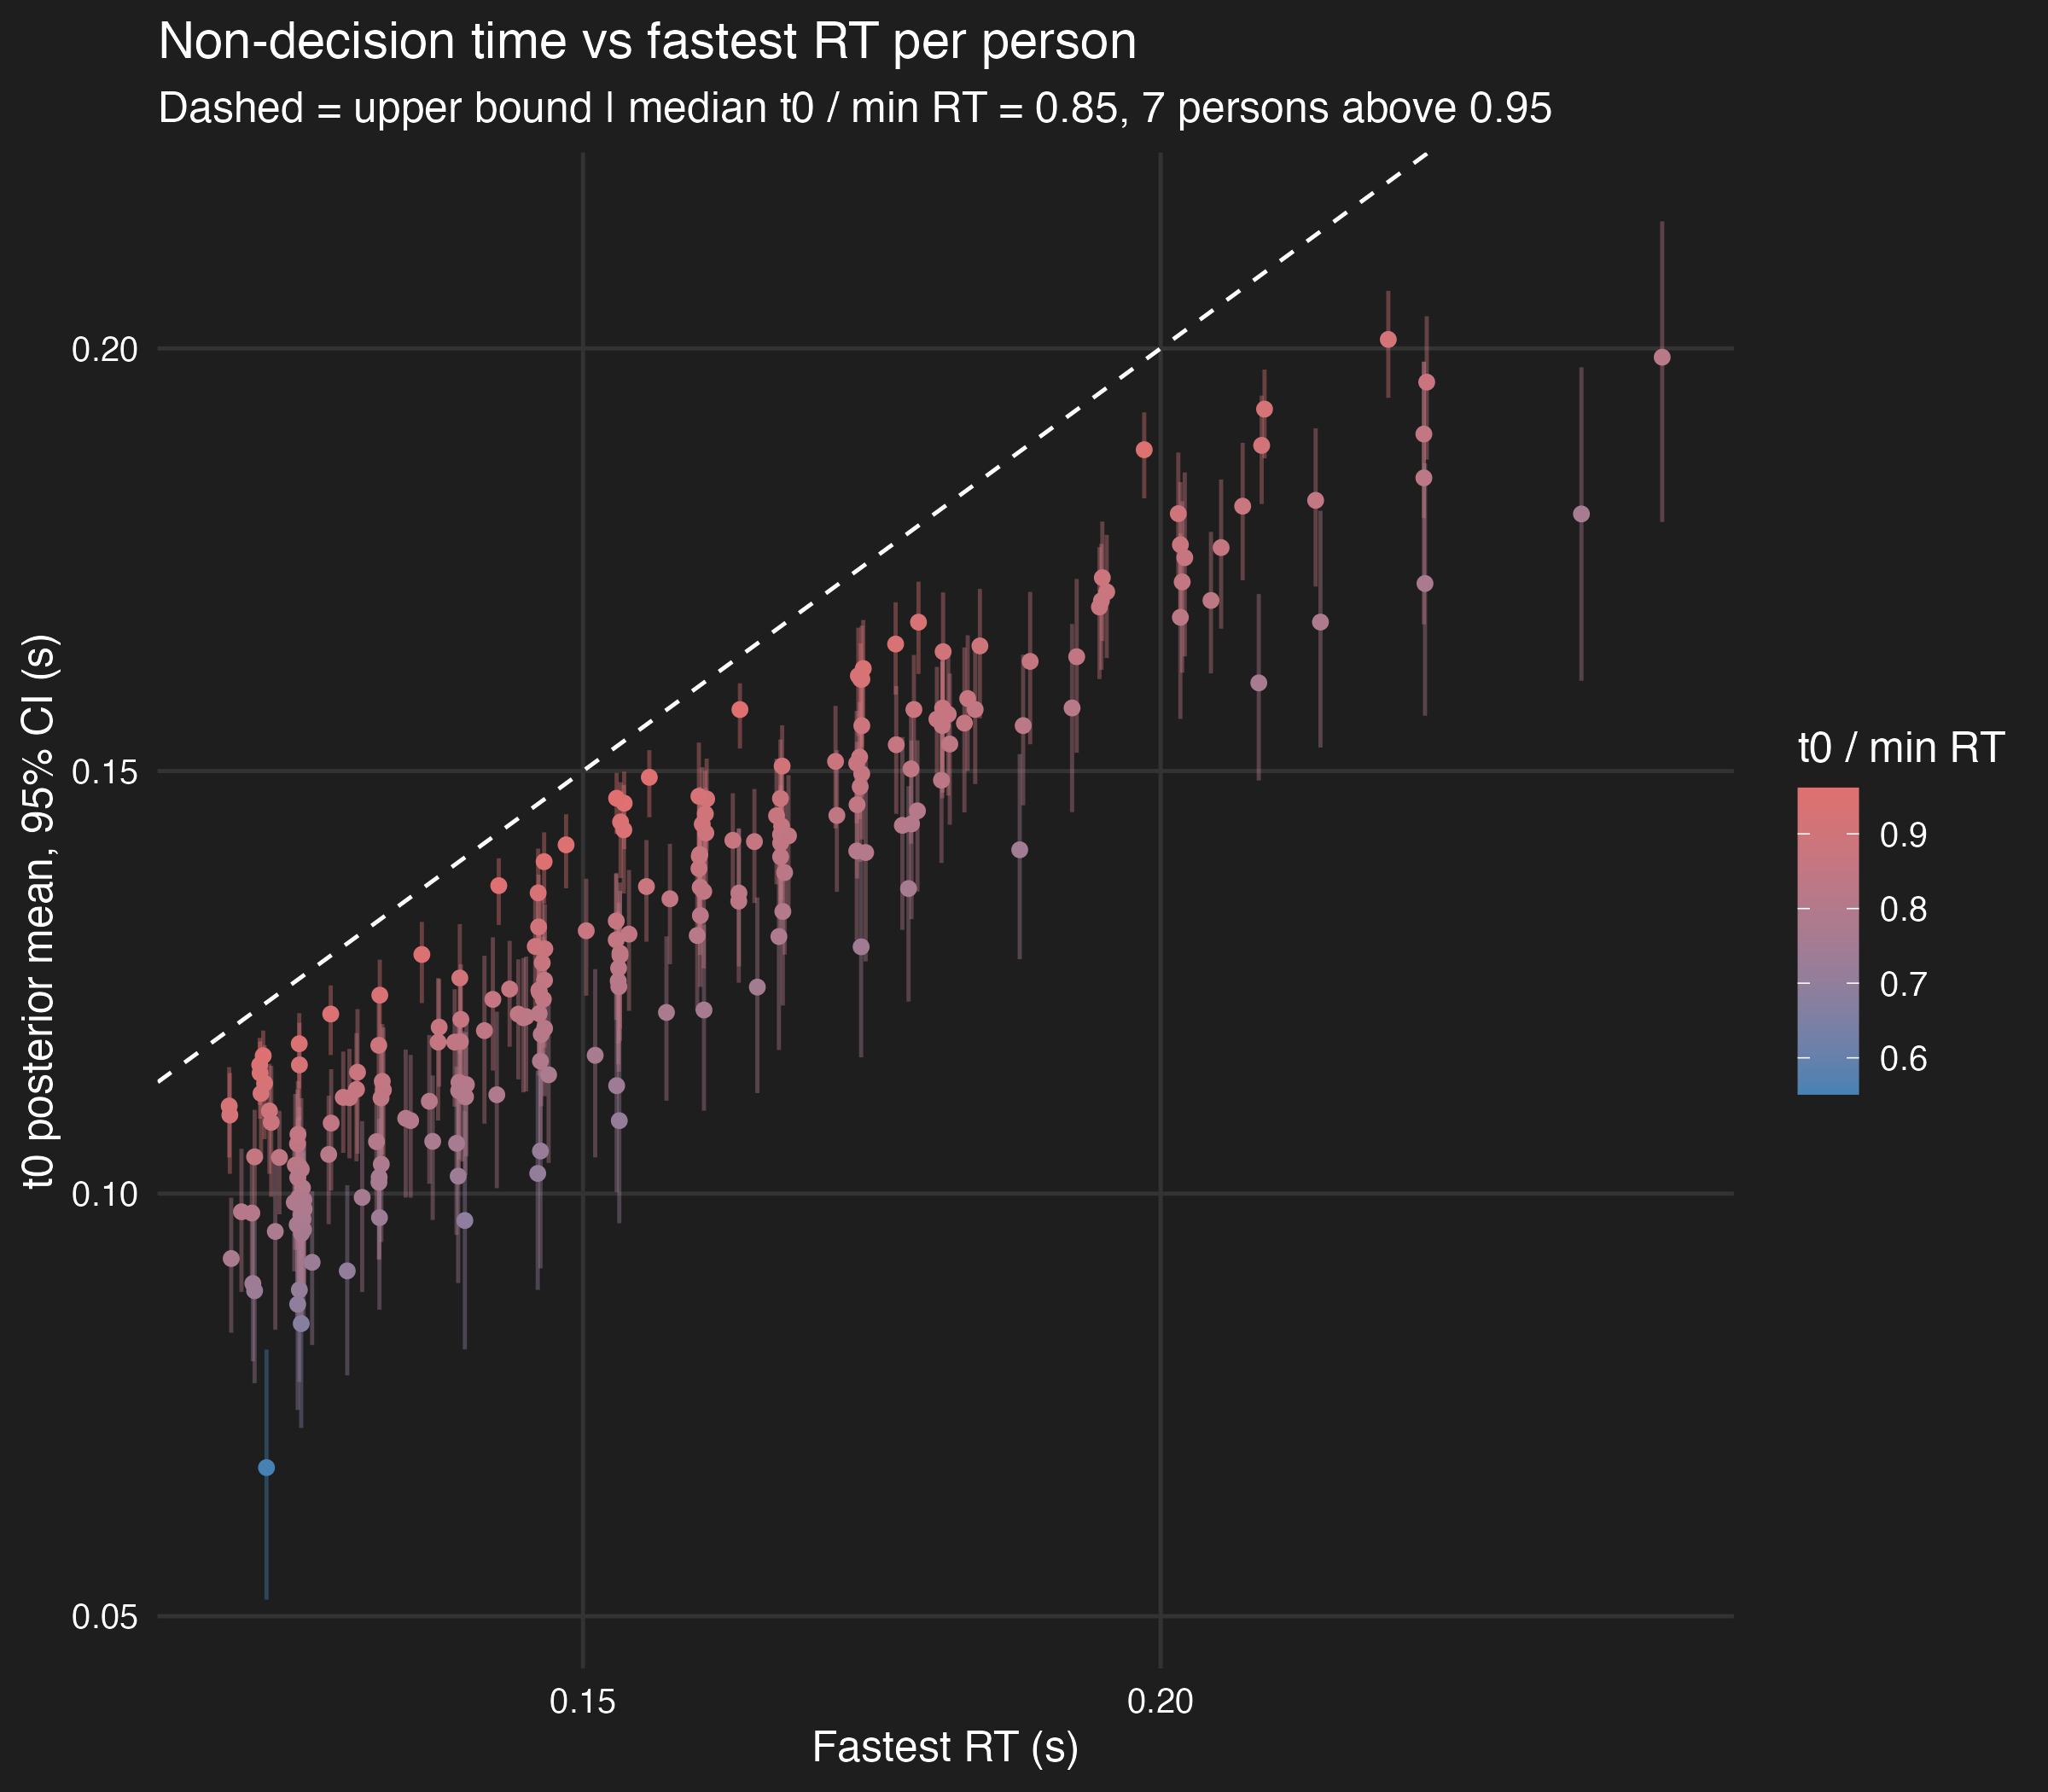 Non-decision time vs fastest RT per person
Dashed = upper bound | median t0 / min RT = 0.85, 7 persons above 0.95
t0 posterior mean, 95% CI (s)
0.20
0.15
0.10
0.05
0.15
0.20
Fastest RT (s)
t0 / min RT
0.9
0.8
0.7
0.6